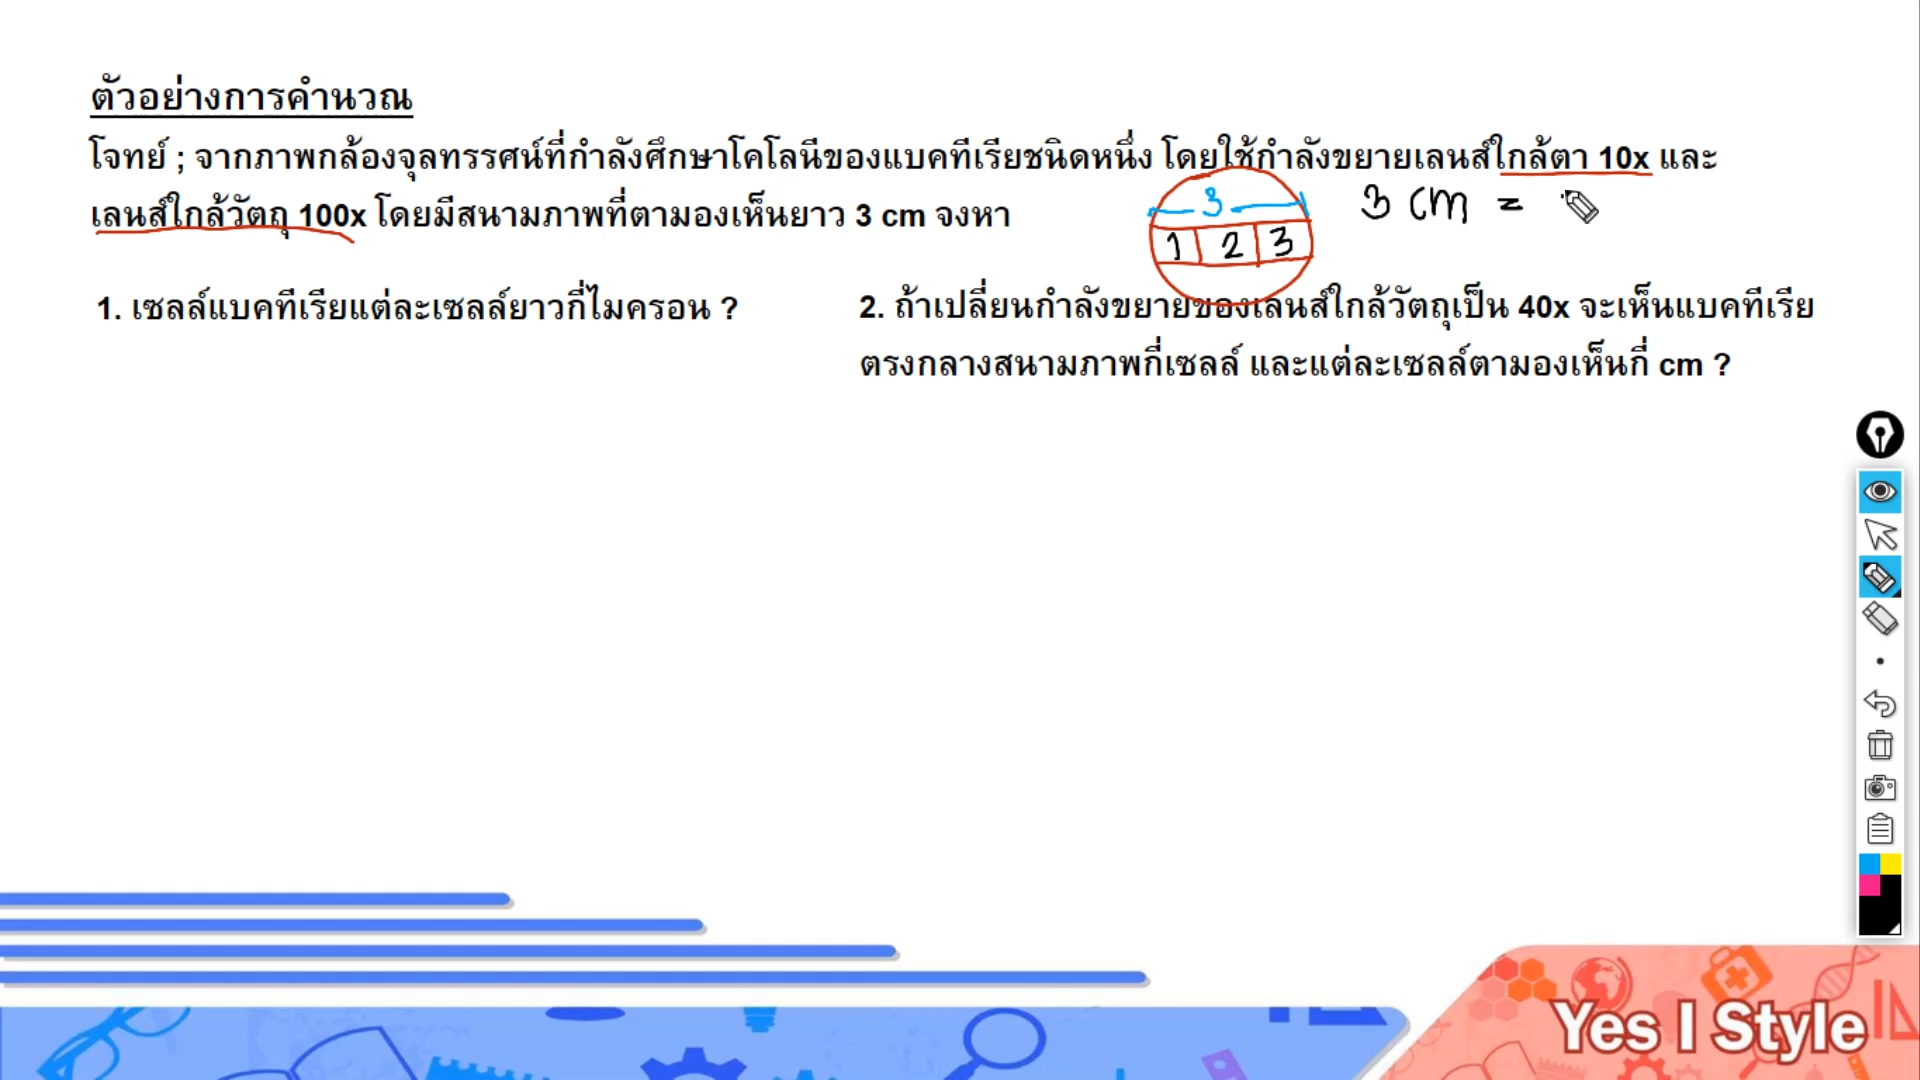 ตัวอย่างการคำนวณ
โจทย์ ; จากภาพกล้องจุลทรรศน์ที่กำลังศึกษาโคโลนีของแบคทีเรียชนิดหนึ่ง โดยใช้กำลังขยายเลนส์ใกล้ตา 10x และ
เลนส์ใกล้วัตถุ 100x โดยมีสนามภาพที่ตามองเห็นยาว 3 cm จงหา
3
1 2 3
3 cm =
1. เซลล์แบคทีเรียแต่ละเซลล์ยาวกี่ไมครอน ?
2. ถ้าเปลี่ยนกำลังขยายของเลนส์ใกล้วัตถุเป็น 40x จะเห็นแบคทีเรีย
ตรงกลางสนามภาพกี่เซลล์ และแต่ละเซลล์ตามองเห็นกี่ cm ?
Yes I Style